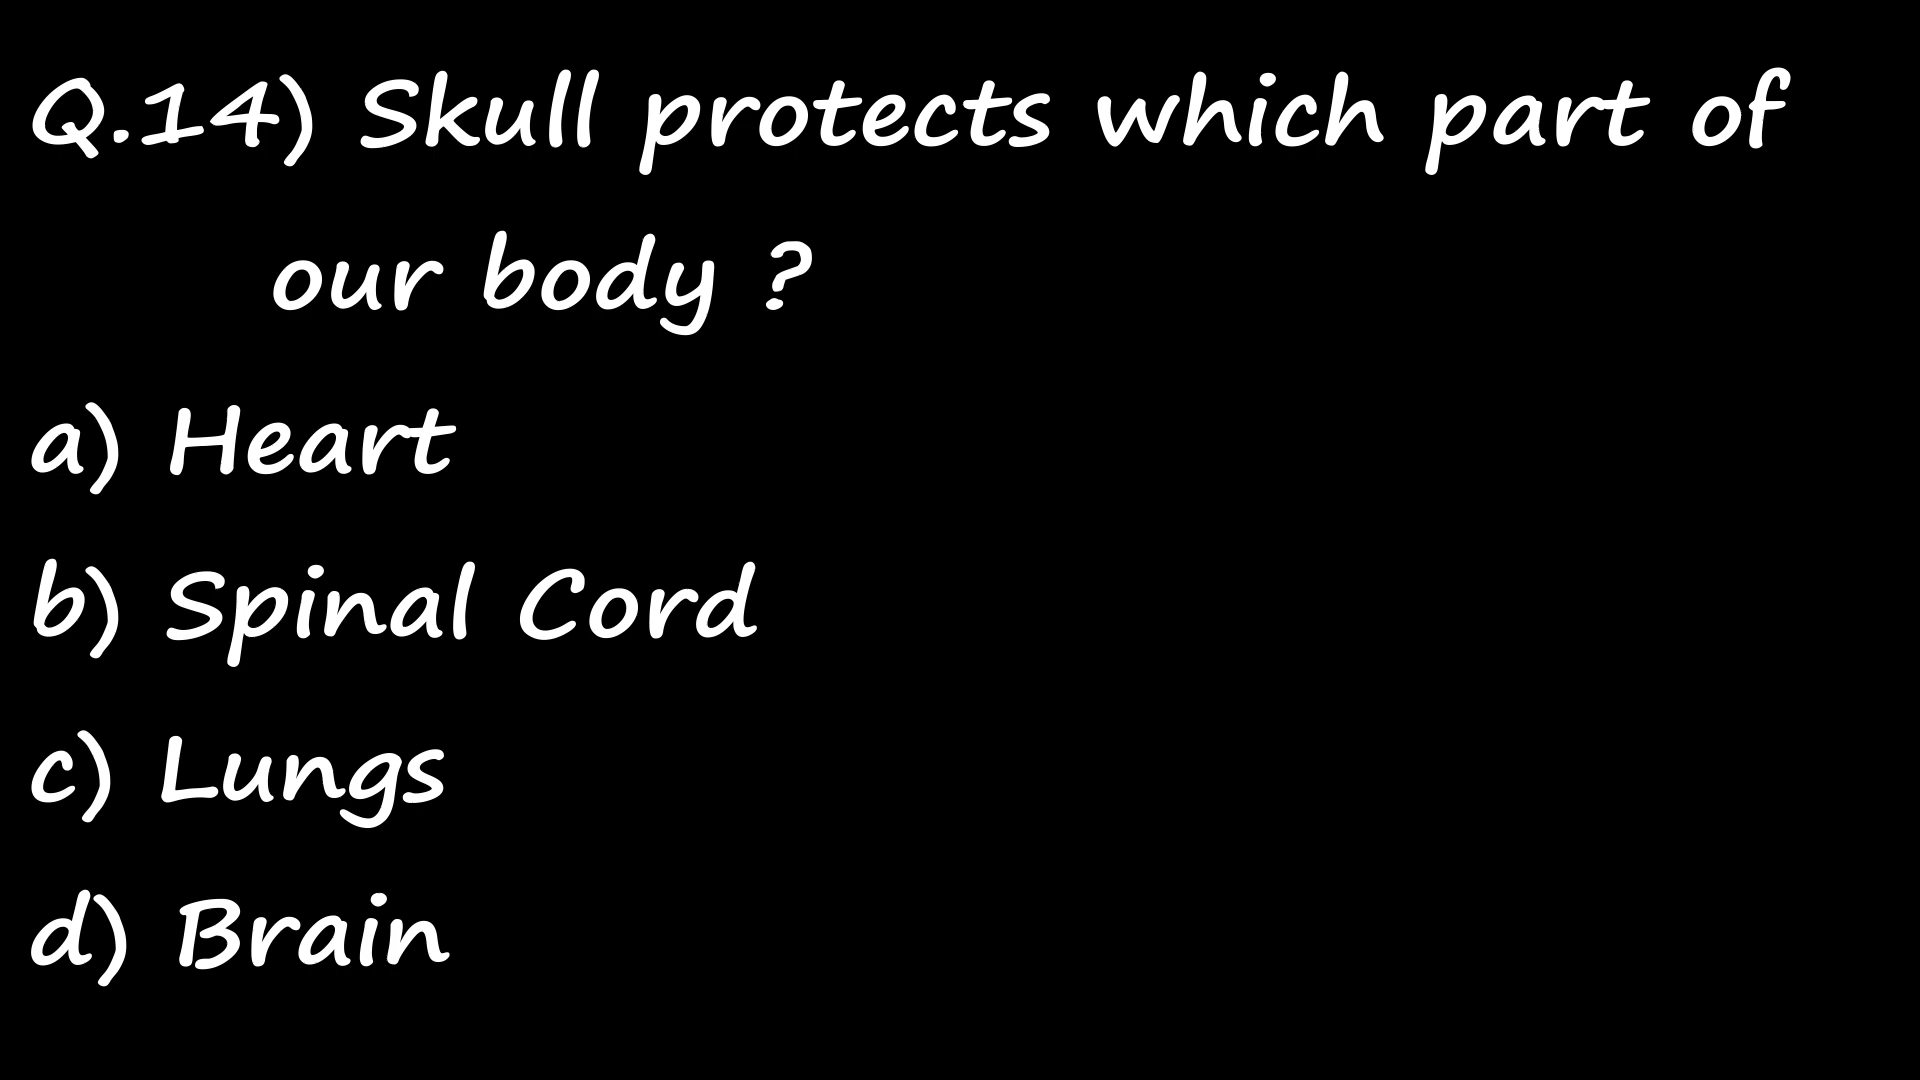 Q.14) Skull protects which part of
our body ?
a) Heart
b) Spinal Cord
c) Lungs
d) Brain